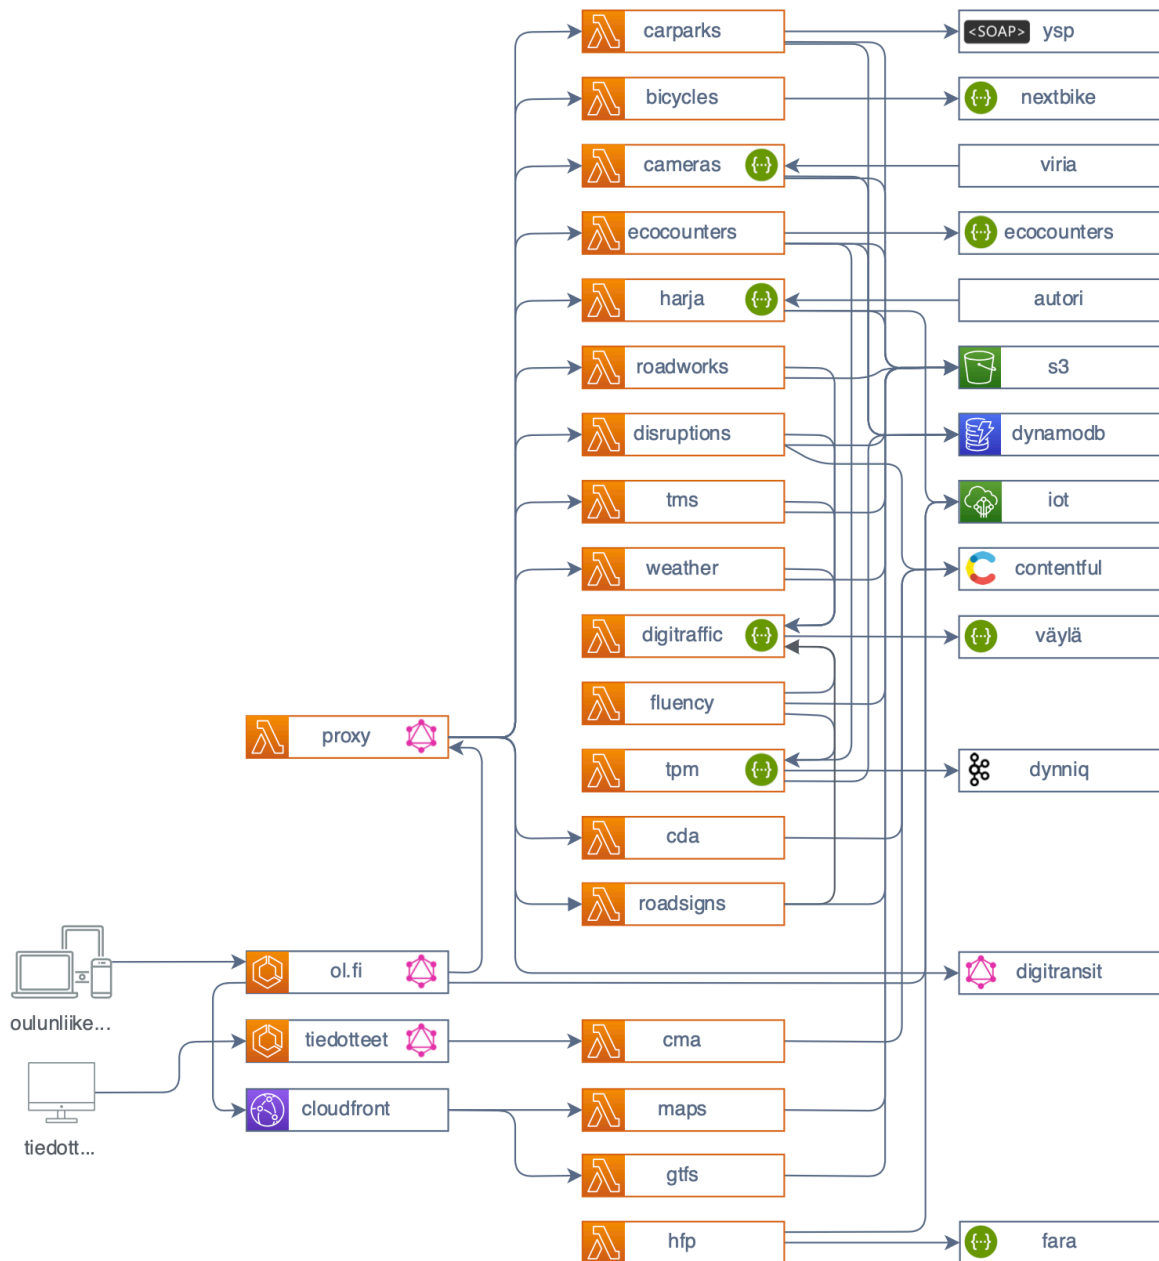 carparks
<SOAP> ysp
bicycles
nextbike
cameras
{··}
viria
ecocounters
ecocounters
harja
autori
roadworks
s3
disruptions
dynamodb
tms
iot
weather
contentful
digitraffic
väylä
fluency
proxy
tpm
dynniq
cda
roadsigns
ol.fi
digitransit
oulunliike...
tiedotteet
cma
cloudfront
maps
tiedott...
gtfs
hfp
fara